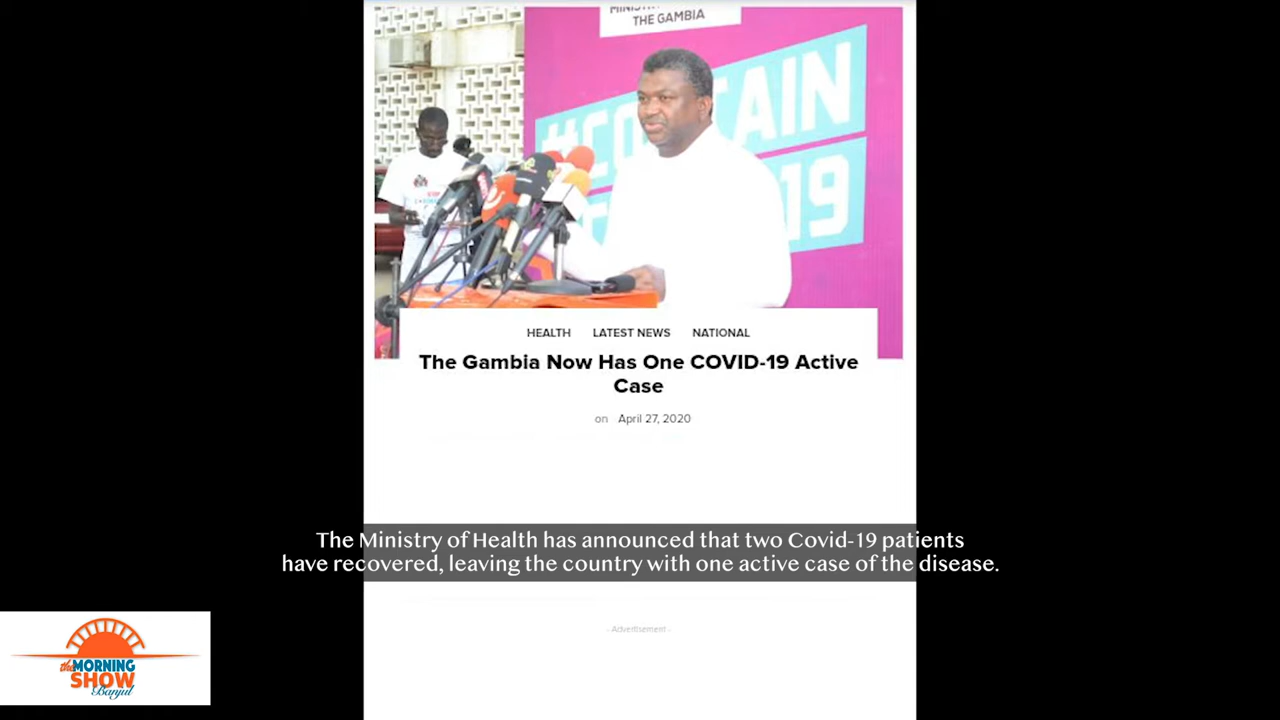 THE GAMBIA
HEALTH LATEST NEWS NATIONAL
The Gambia Now Has One COVID-19 Active
Case
on April 27, 2020
The Ministry of Health has announced that two Covid-19 patients
have recovered, leaving the country with one active case of the disease.
- Advertisement -
the MORNING
SHOW
Banjul